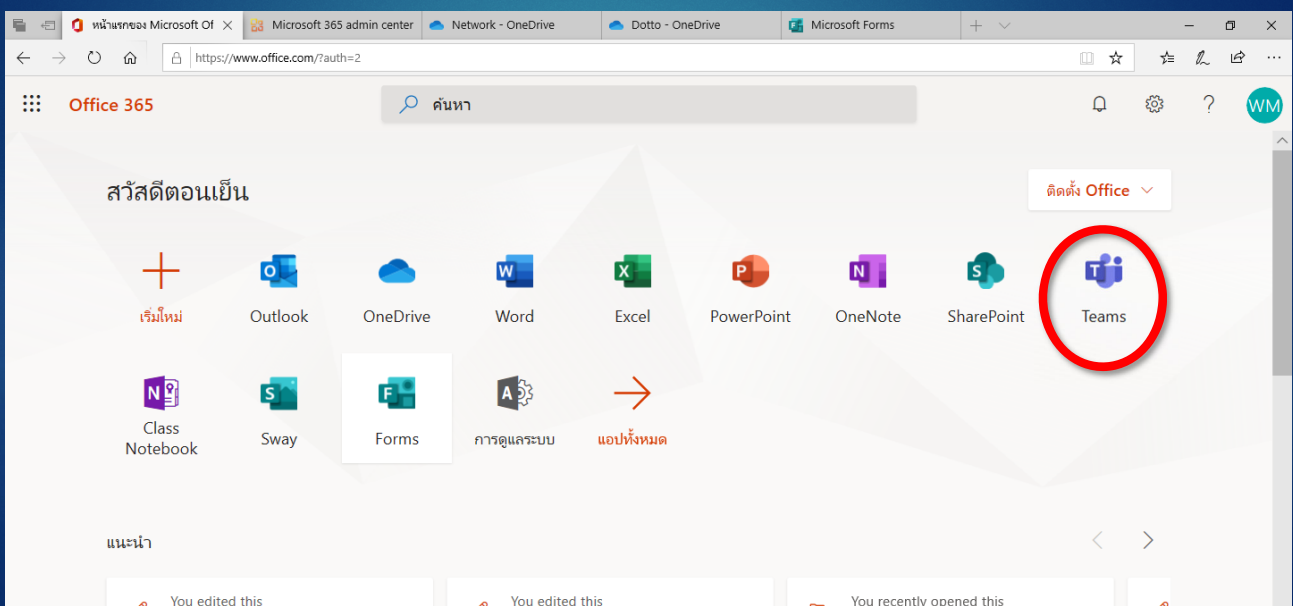 หน้าแรกของ Microsoft Of
Microsoft 365 admin center
Network - OneDrive
Dotto - OneDrive
Microsoft Forms
https://www.office.com/?auth=2
Office 365
ค้นหา
WM
สวัสดีตอนเย็น
ติดตั้ง Office
เริ่มใหม่
Outlook
OneDrive
Word
Excel
PowerPoint
OneNote
SharePoint
Teams
Class
Notebook
Sway
Forms
การดูแลระบบ
แอปทั้งหมด
แนะนำ
You edited this
You edited this
You recently opened this